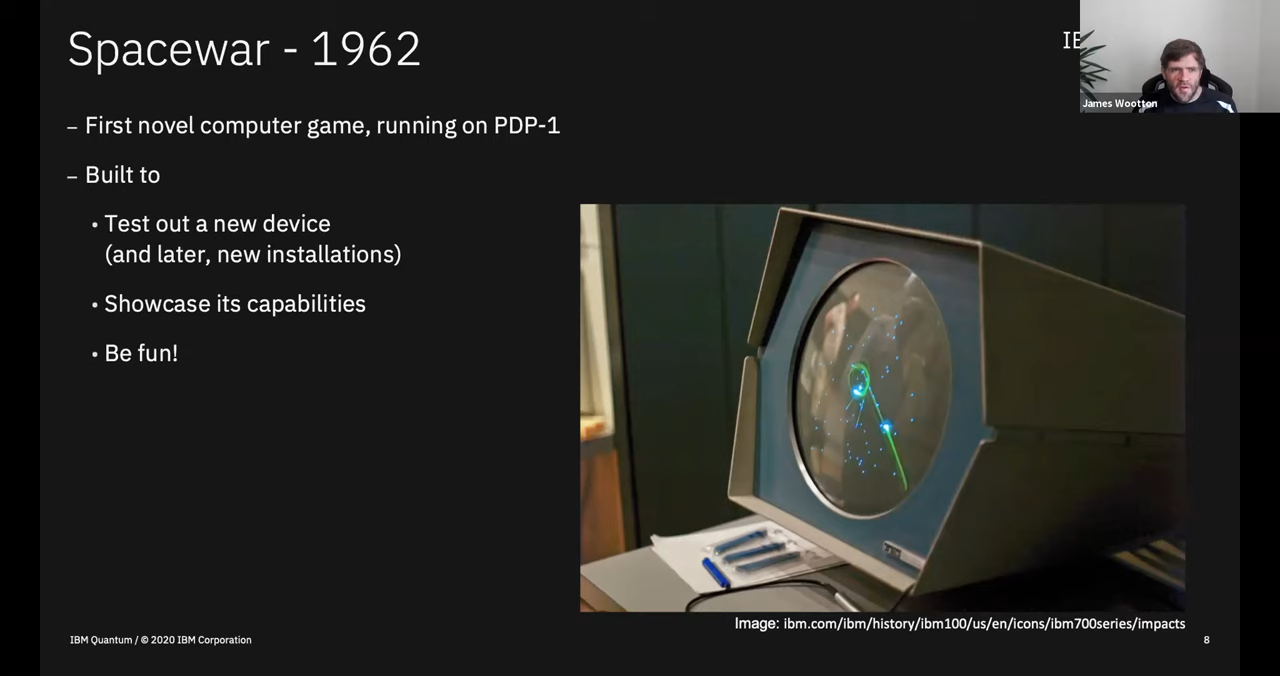 Spacewar - 1962
IE
James Wootton
– First novel computer game, running on PDP-1
– Built to
• Test out a new device
(and later, new installations)
• Showcase its capabilities
• Be fun!
Image: ibm.com/ibm/history/ibm100/us/en/icons/ibm700series/impacts
IBM Quantum / © 2020 IBM Corporation
8